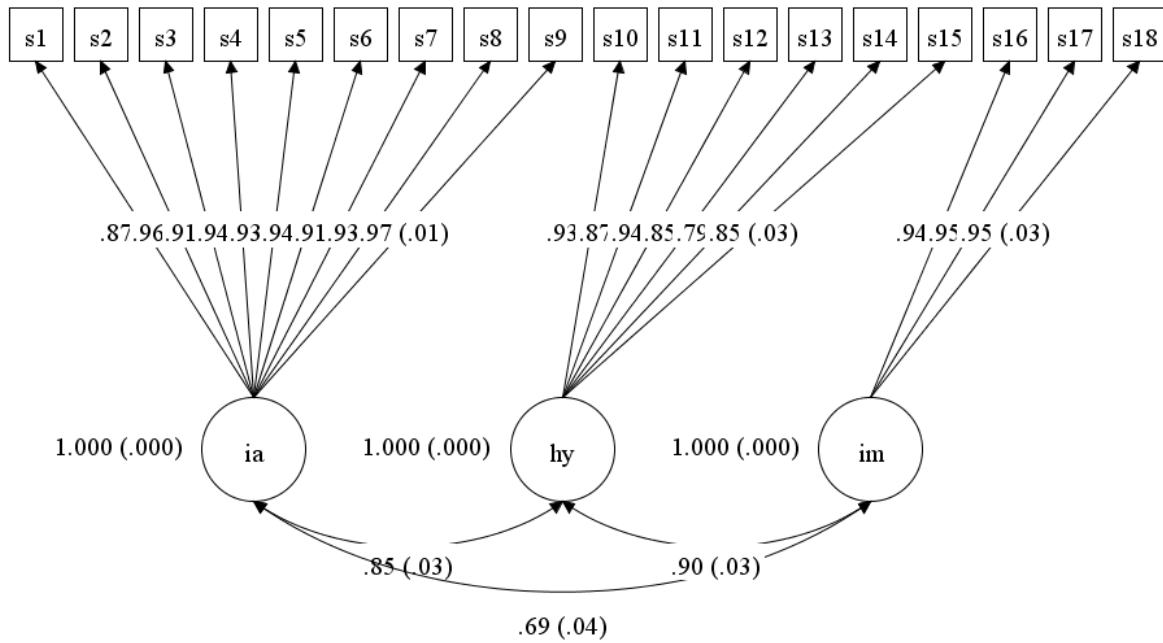 s1 s2 s3 s4 s5 s6 s7 s8 s9 s10 s11 s12 s13 s14 s15 s16 s17 s18
.87.96.91.94.93.94.91.93.97 (.01) .93.87.94.85.79.85 (.03) .94.95.95 (.03)
1.000 (.000) ia 1.000 (.000) hy 1.000 (.000) im
.85 (.03) .90 (.03)
.69 (.04)